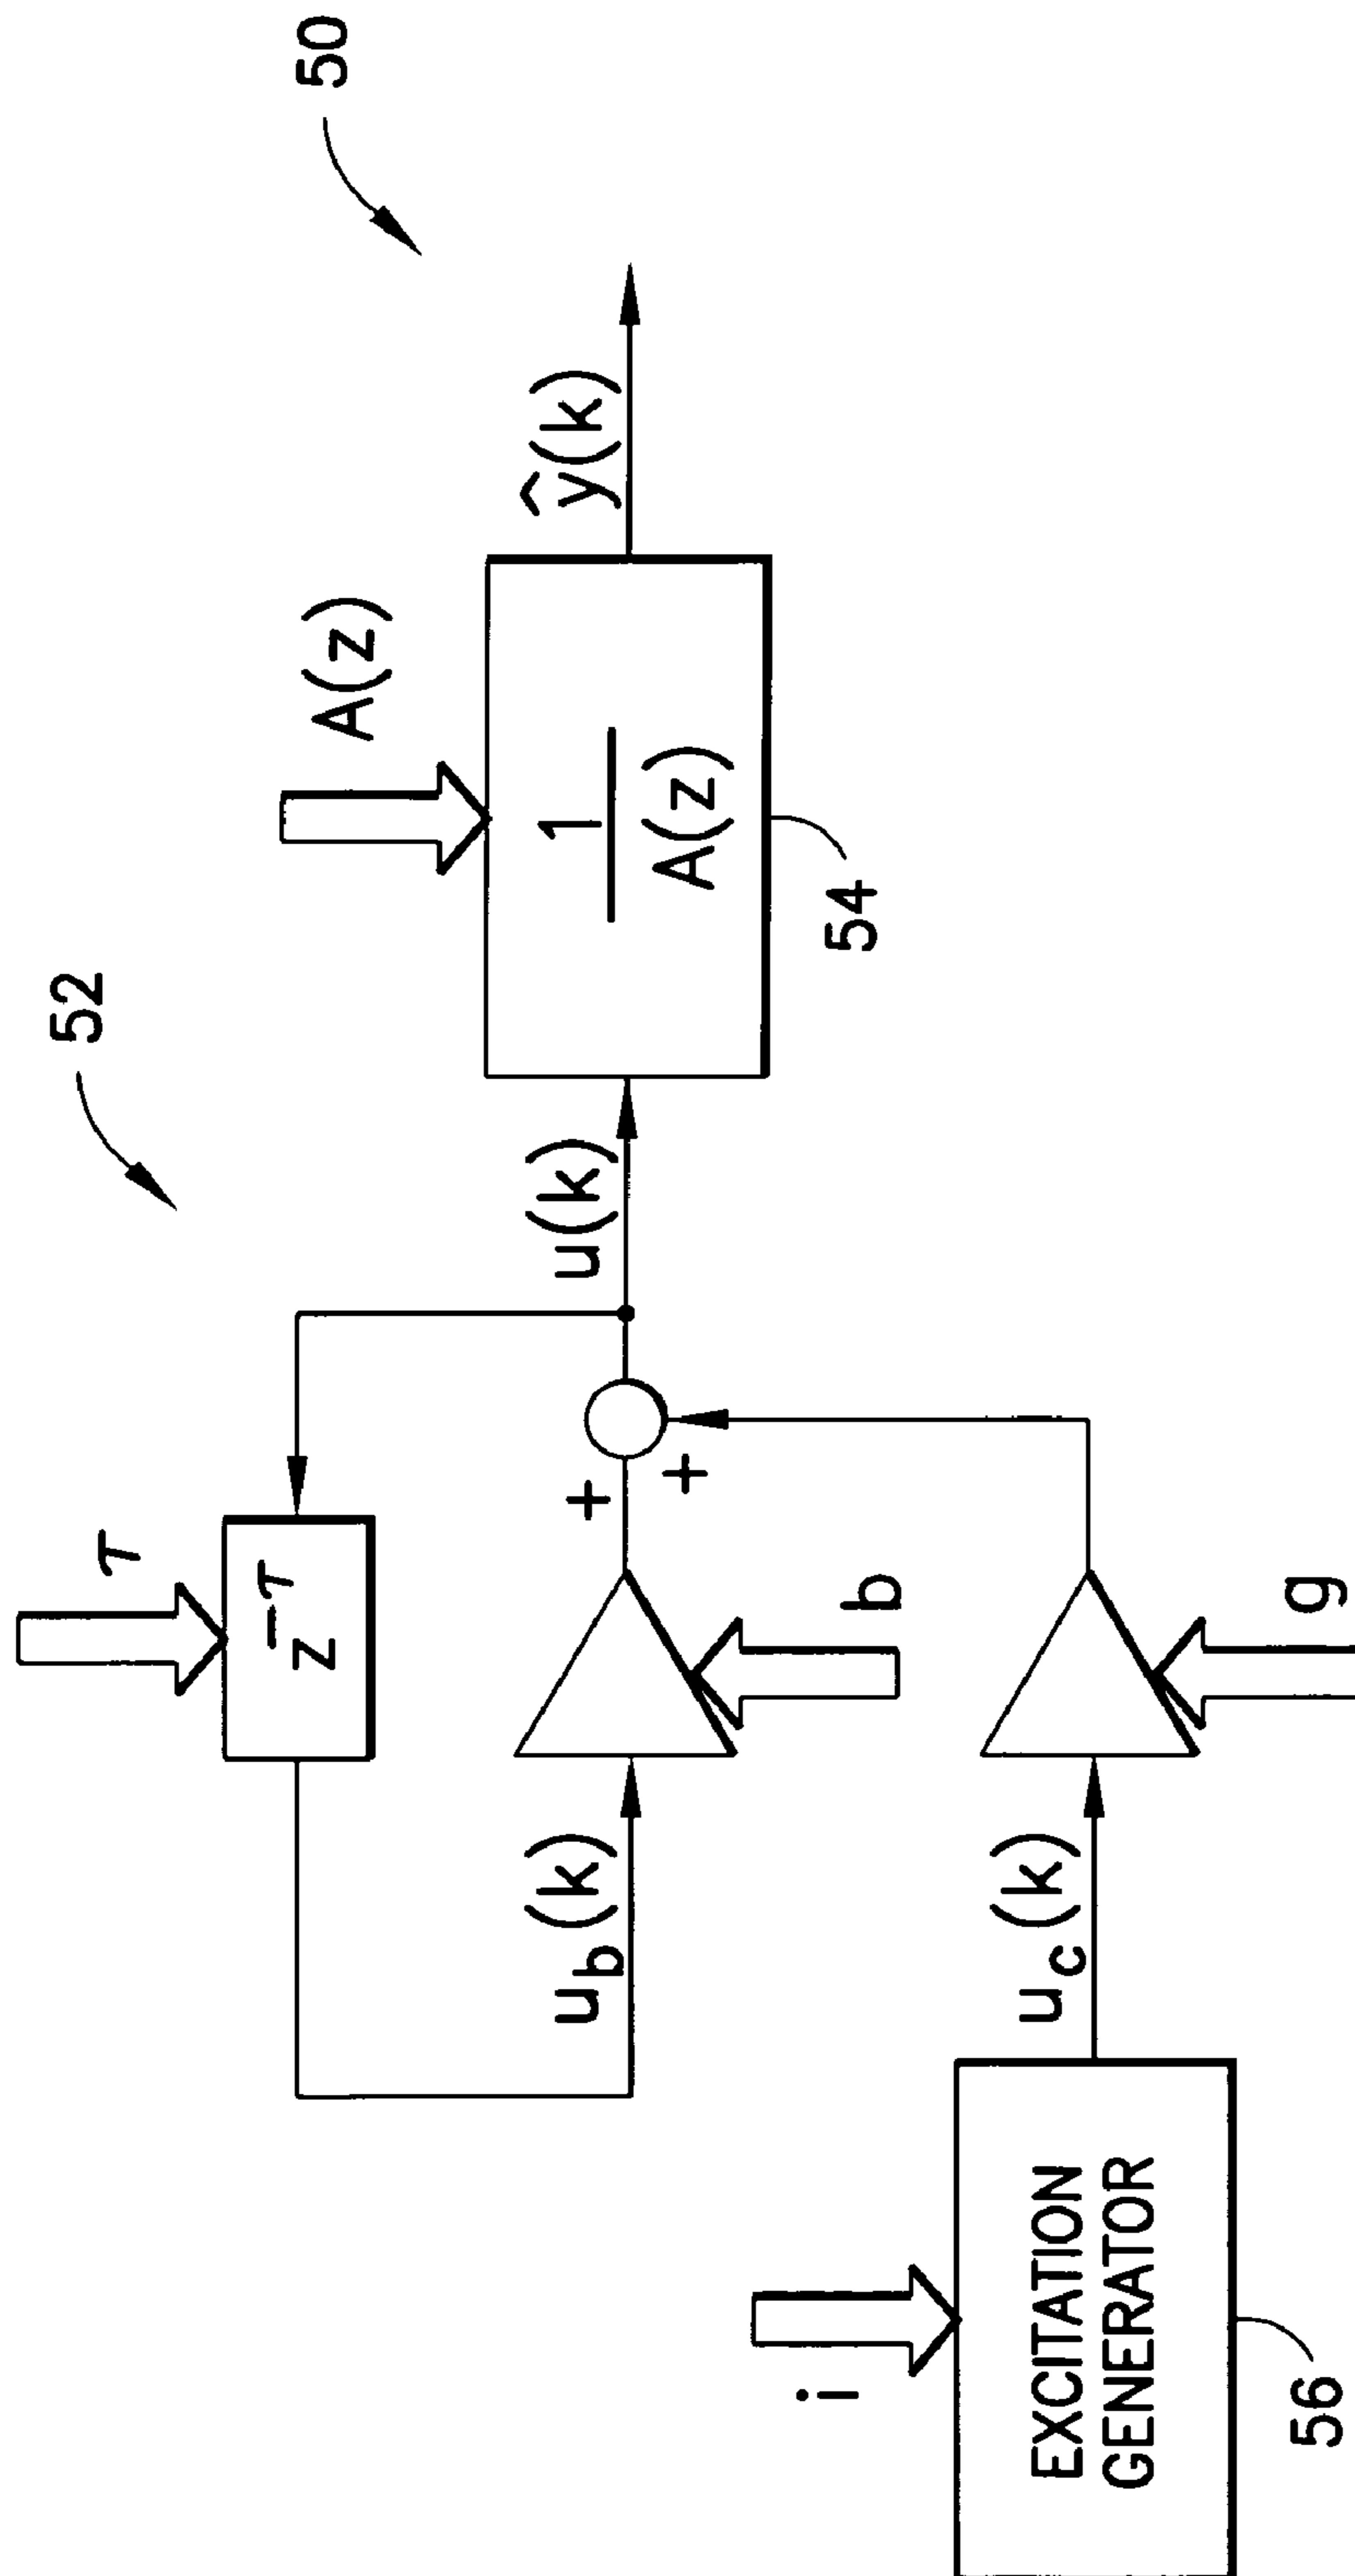 50
52
τ
z^-τ
A(z)
u_b(k)
+
u(k)
1
A(z)
ŷ(k)
+
b
54
i
EXCITATION
GENERATOR
u_c(k)
g
56